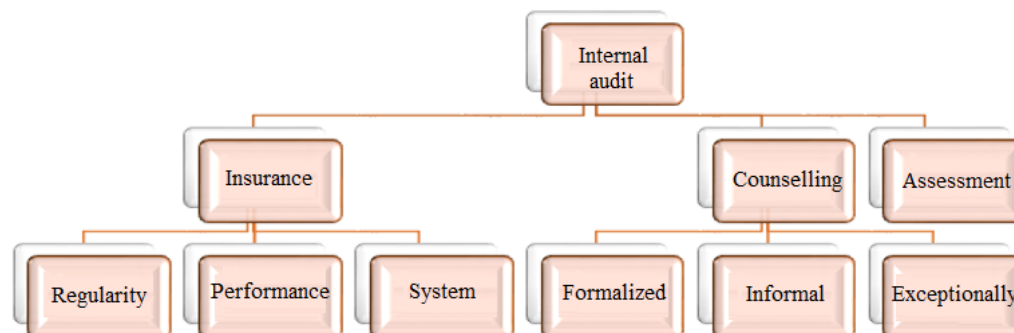 Internal
audit
Insurance
Counselling
Assessment
Regularity
Performance
System
Formalized
Informal
Exceptionally